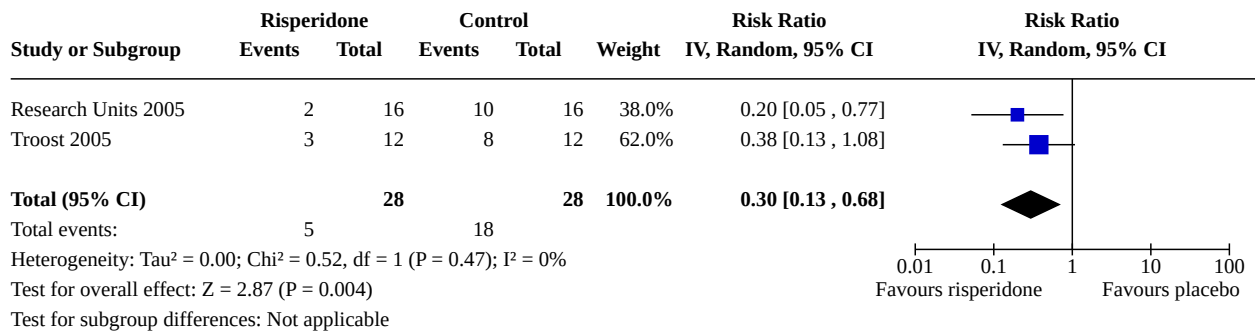 Risperidone Control Risk Ratio Risk Ratio
Study or Subgroup Events Total Events Total Weight IV, Random, 95% CI IV, Random, 95% CI
Research Units 2005 2 16 10 16 38.0% 0.20 [0.05 , 0.77]
Troost 2005 3 12 8 12 62.0% 0.38 [0.13 , 1.08]
Total (95% CI) 28 28 100.0% 0.30 [0.13 , 0.68]
Total events: 5 18
Heterogeneity: Tau² = 0.00; Chi² = 0.52, df = 1 (P = 0.47); I² = 0%
0.01 0.1 1 10 100
Test for overall effect: Z = 2.87 (P = 0.004)
Favours risperidone Favours placebo
Test for subgroup differences: Not applicable